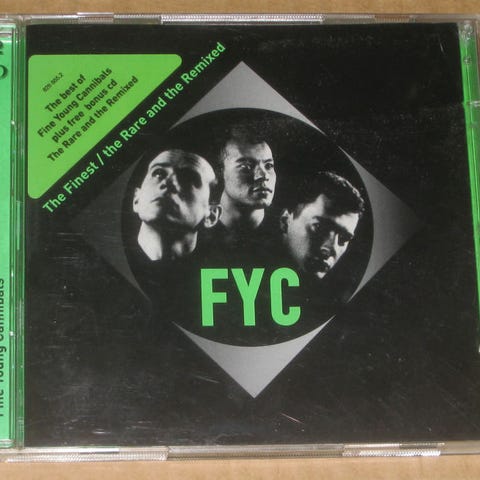 The best of
Fine Young Cannibals
plus free bonus cd
The Rare and the Remixed
The Finest / the Rare and the Remixed
FYC
Fine Young Cannibals